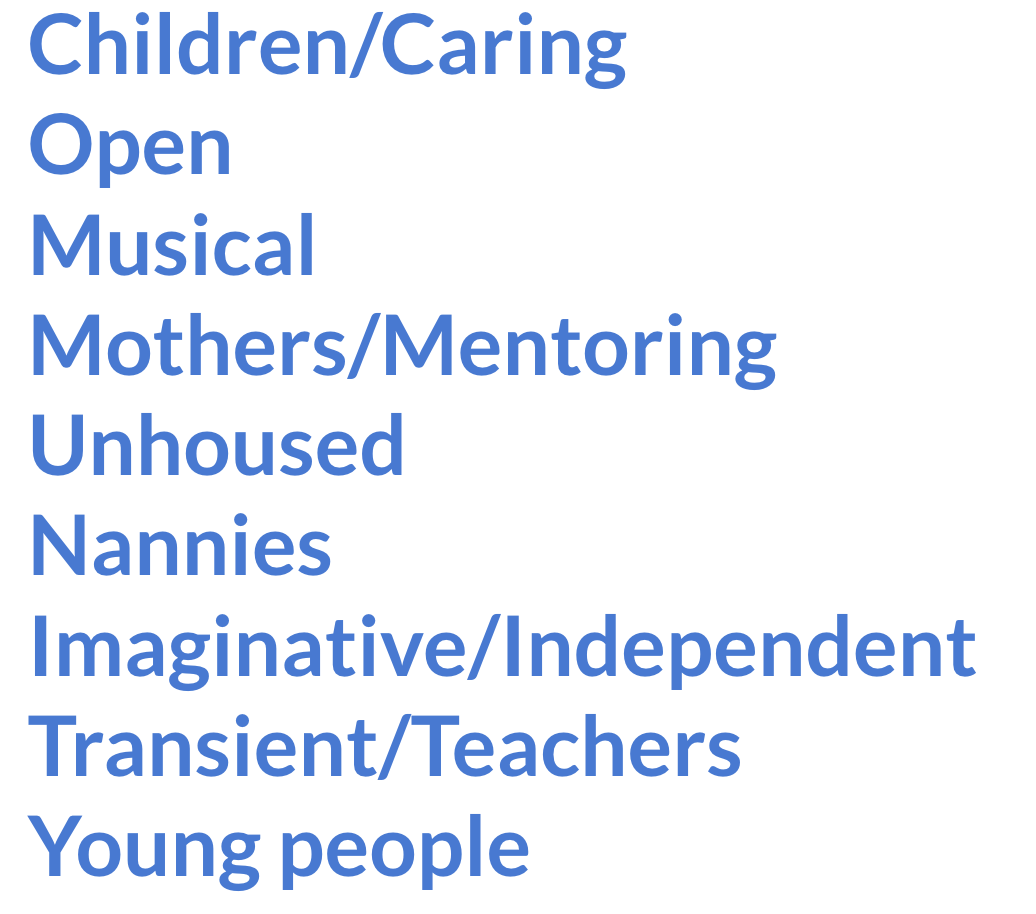 Children/Caring
Open
Musical
Mothers/Mentoring
Unhoused
Nannies
Imaginative/Independent
Transient/Teachers
Young people